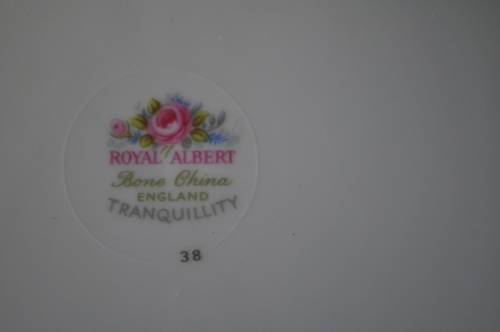 ROYAL ALBERT
Bone China
ENGLAND
TRANQUILLITY
38